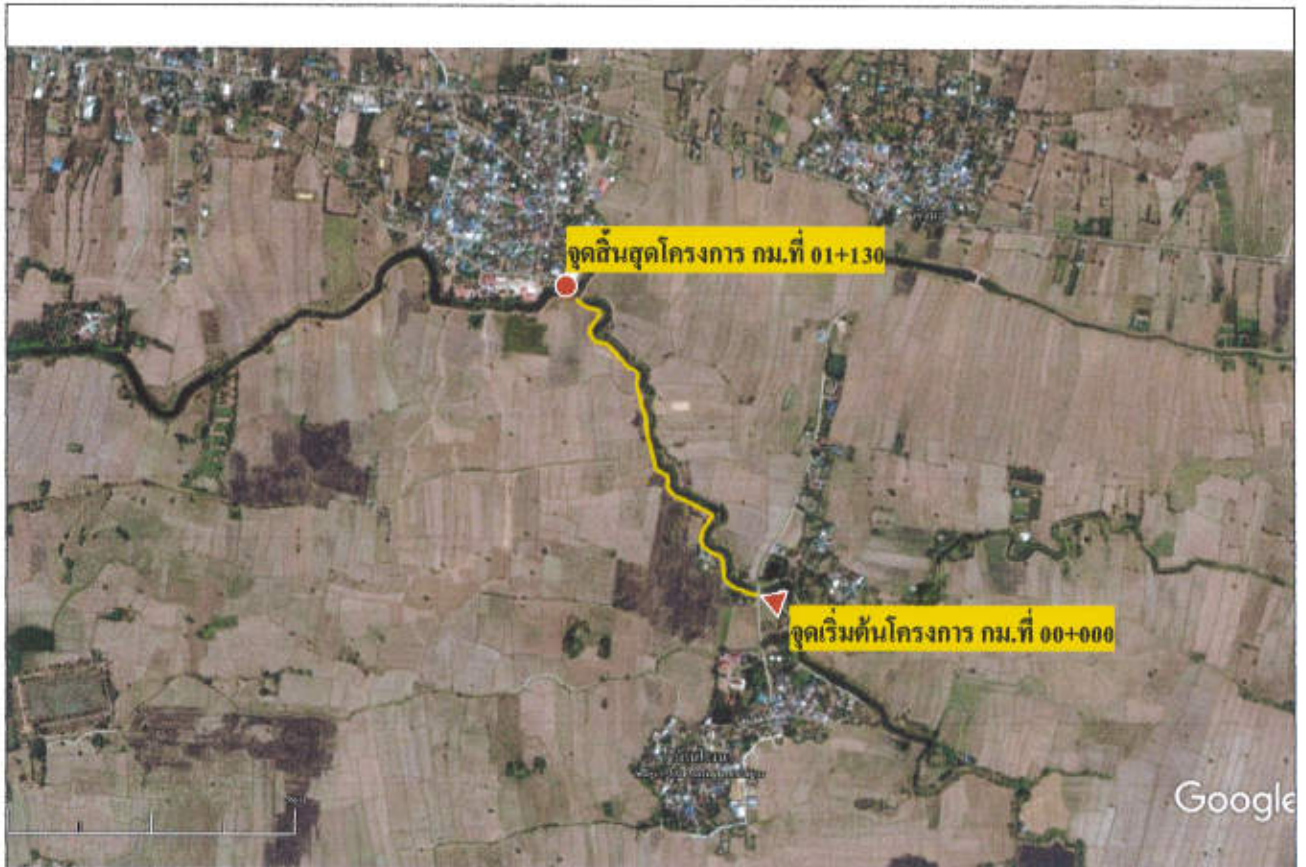 จุดสิ้นสุดโครงการ กม.ที่ 01+130
จุดเริ่มต้นโครงการ กม.ที่ 00+000
Google